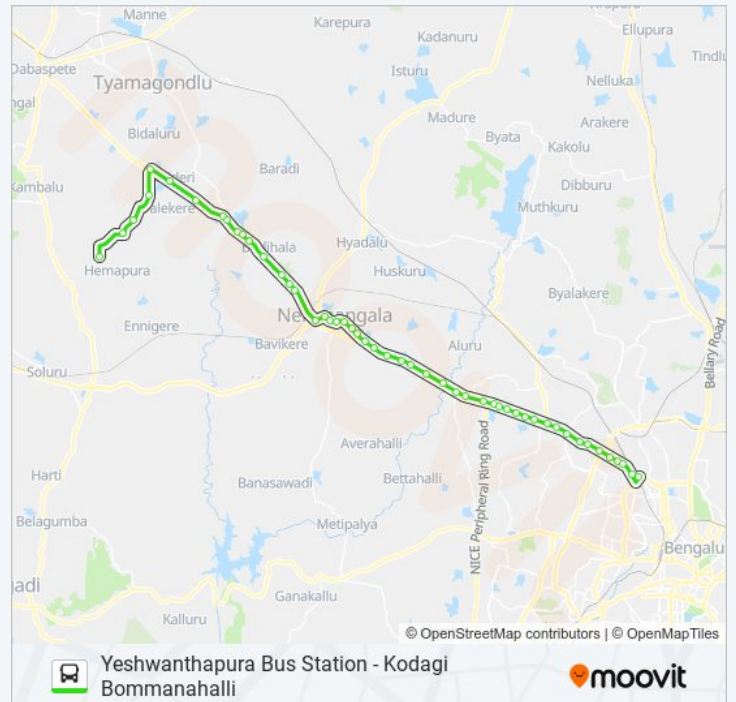 Manne
Karepura
Kadanuru
Ellupura
Dabaspete
Tyamagondlu
Isturu
Nelluka
Madure
Arakere
Bidaluru
Byata
Kakolu
Baradi
Dibburu
Kambalu
Muthkuru
Hyadalu
Huskuru
Hemapura
Byalakere
Ennigere
Bavikere
Aluru
Soluru
Bellary Road
Averahalli
NICE Peripheral Ring Road
Harti
Banasawadi
Bettahalli
Belagumba
Metipalya
Bengalu
jadi
Ganakallu
Kalluru
© OpenStreetMap contributors | © OpenMapTiles
Yeshwanthapura Bus Station - Kodagi
Bommanahalli
moovit